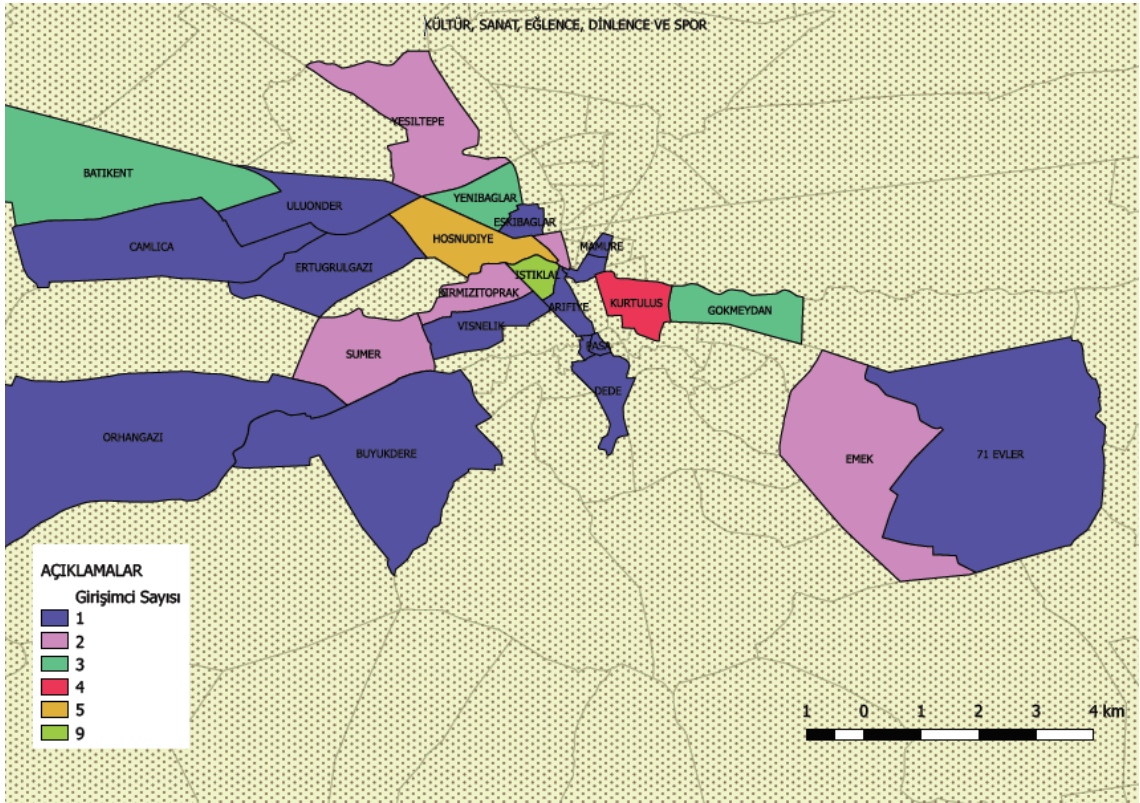 KÜLTÜR, SANAT, EĞLENCE, DİNLENCE VE SPOR
YESILTEPE
BATIKENT
YENIBAGLAR
ULUONDER
ESKIBAGLAR
HOSNUDIYE
MAMURE
CAMLICA
ERTUGRULGAZI
ISTIKLAL
KIRMIZITOPRAK
ARIFIYE
KURTULUS
GOKMEYDAN
VISNELIK
PASA
SUMER
DEDE
ORHANGAZI
BUYUKDERE
EMEK
71 EVLER
AÇIKLAMALAR
Girişimci Sayısı
1
2
3
4
5
9
1 0 1 2 3 4 km